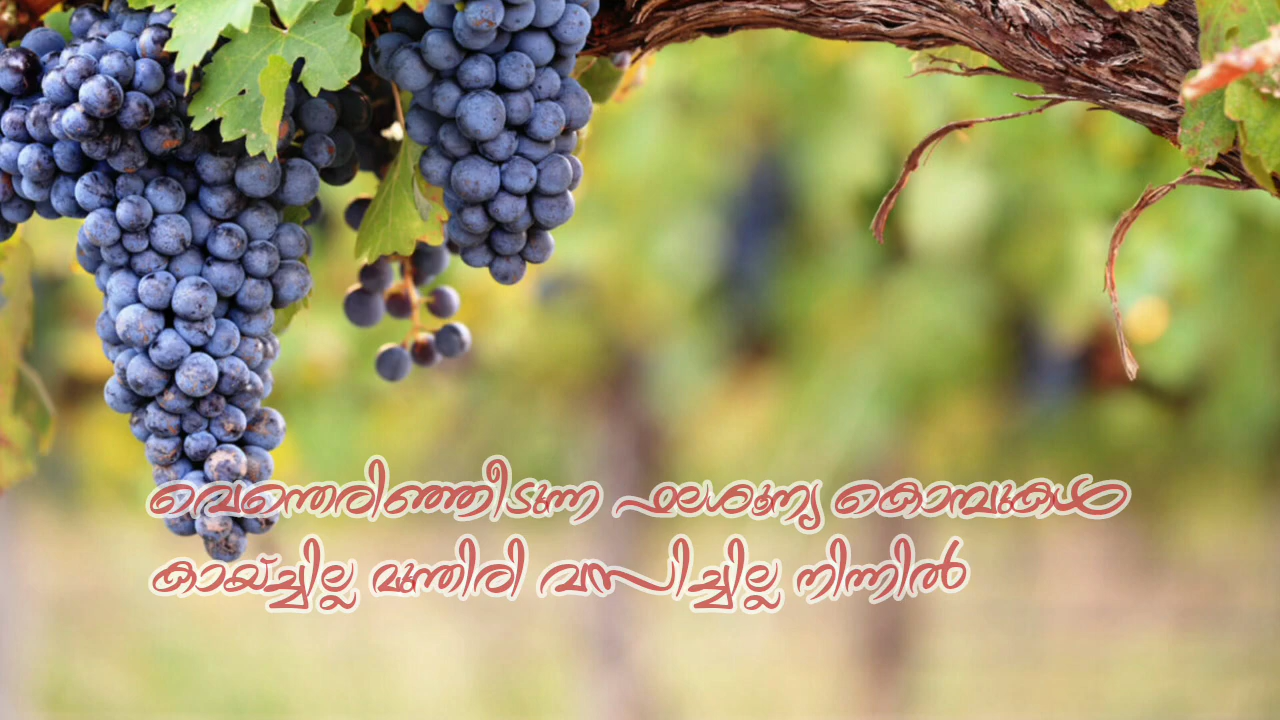 വെന്തെരിഞ്ഞീടുന്ന ഫലശൂന്യ കൊമ്പുകൾ
കായ്ച്ചില്ല മുന്തിരി വസിച്ചില്ല നിന്നിൽ